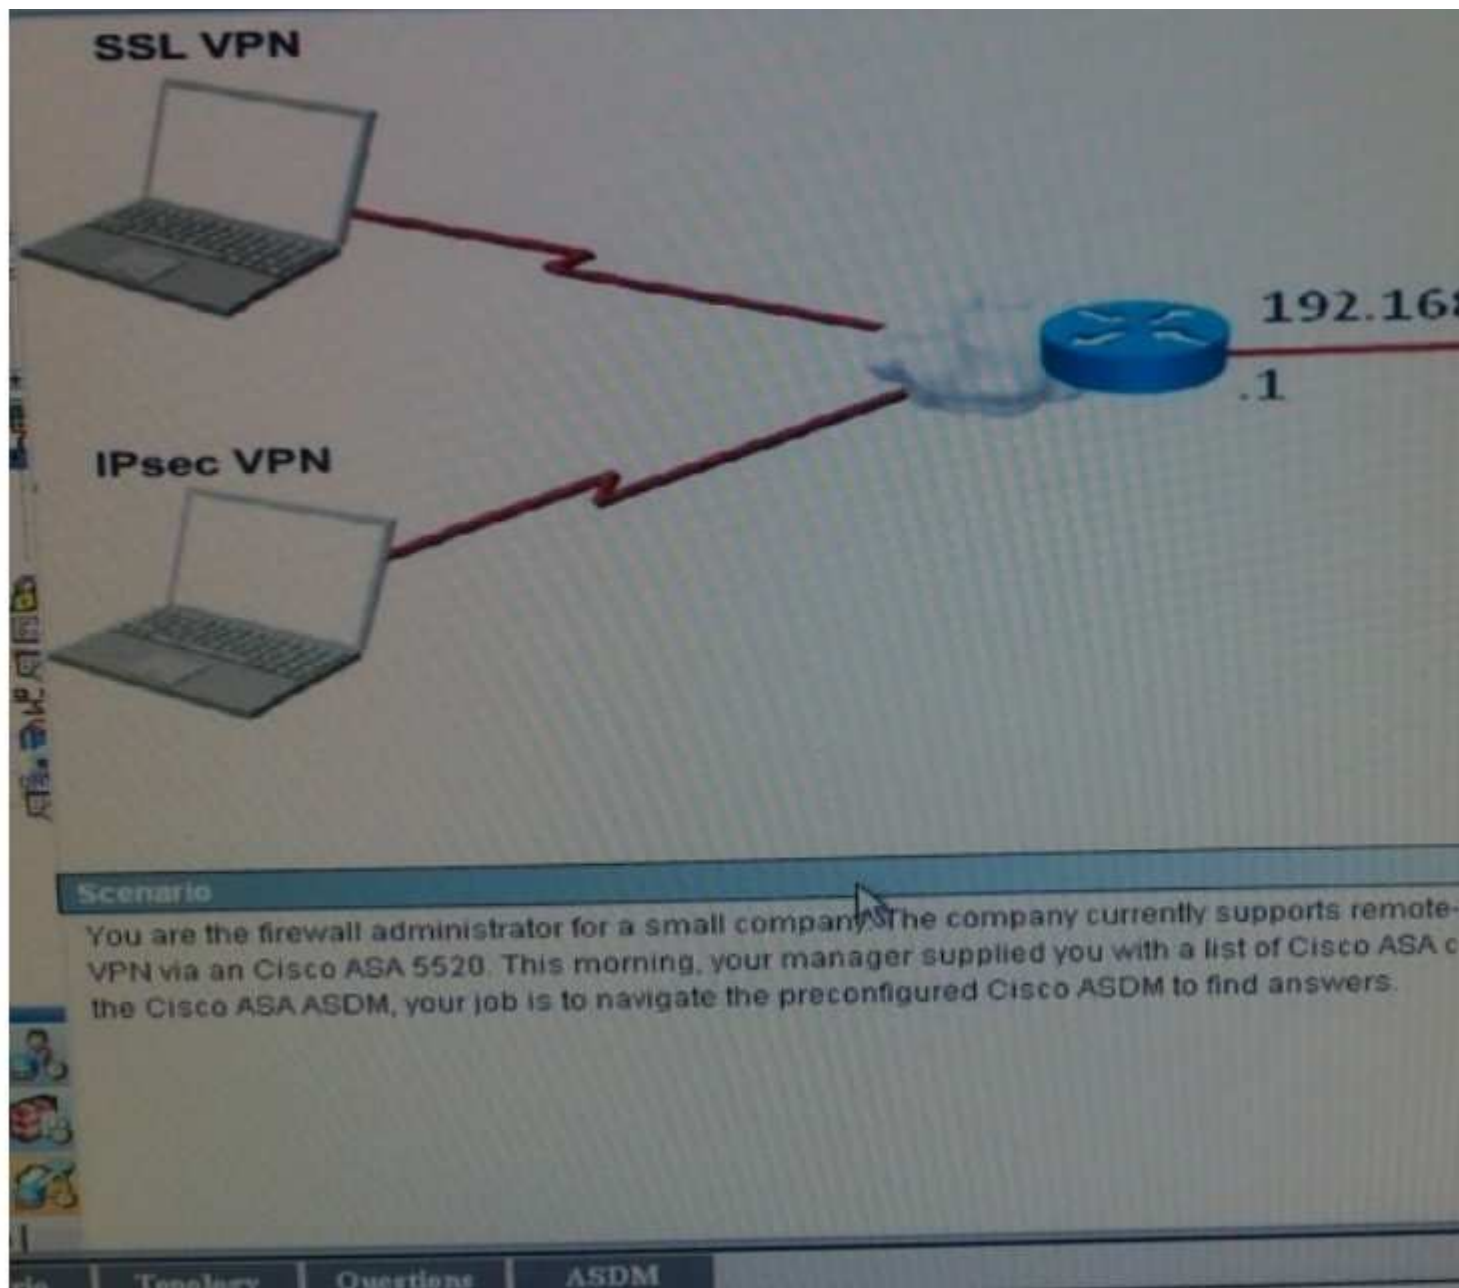 SSL VPN
192.168
.1
IPsec VPN
Scenario
You are the firewall administrator for a small company. The company currently supports remote-
VPN via an Cisco ASA 5520. This morning, your manager supplied you with a list of Cisco ASA c
the Cisco ASA ASDM, your job is to navigate the preconfigured Cisco ASDM to find answers.
Topology
Questions
ASDM